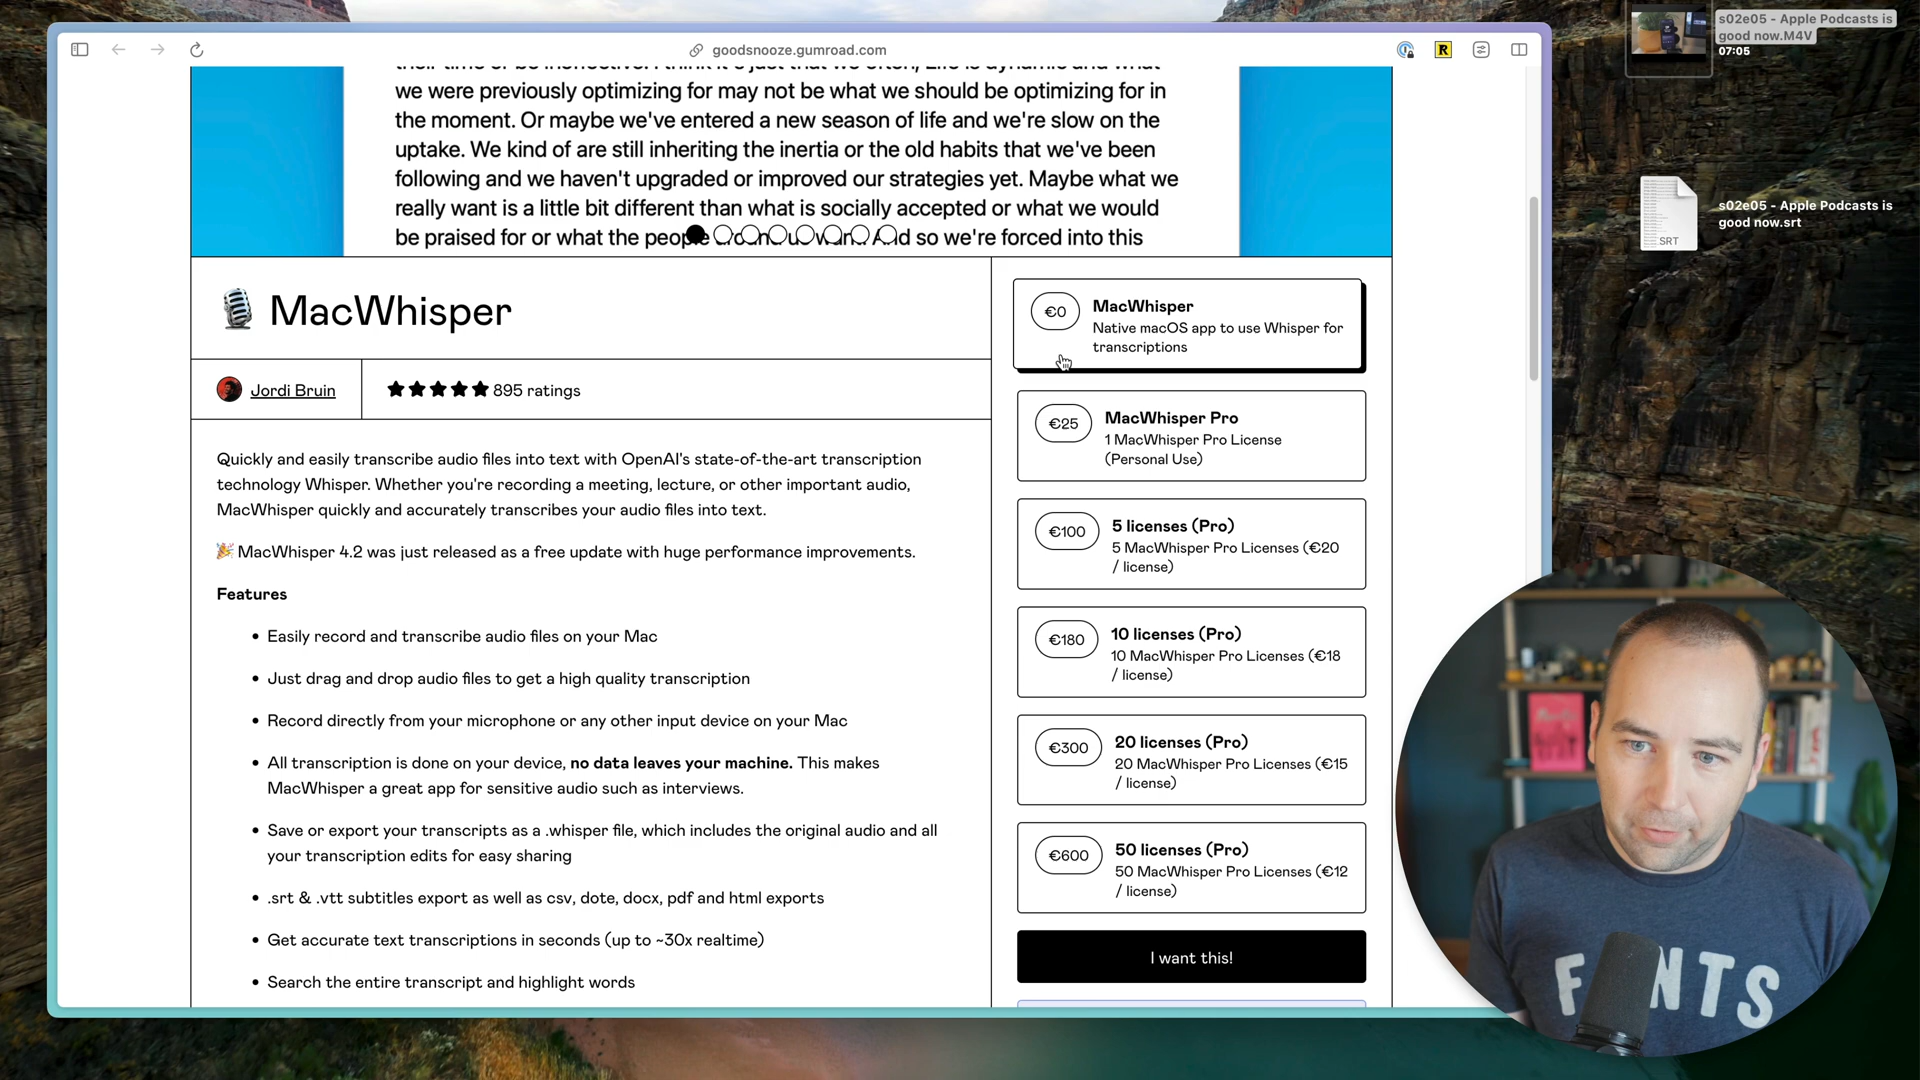 goodsnooze.gumroad.com
R
we were previously optimizing for may not be what we should be optimizing for in
the moment. Or maybe we've entered a new season of life and we're slow on the
uptake. We kind of are still inheriting the inertia or the old habits that we've been
following and we haven't upgraded or improved our strategies yet. Maybe what we
really want is a little bit different than what is socially accepted or what we would
be praised for or what the people around us want. And so we're forced into this
MacWhisper
Jordi Bruin
895 ratings
Quickly and easily transcribe audio files into text with OpenAI's state-of-the-art transcription
technology Whisper. Whether you're recording a meeting, lecture, or other important audio,
MacWhisper quickly and accurately transcribes your audio files into text.
🎉 MacWhisper 4.2 was just released as a free update with huge performance improvements.
Features
• Easily record and transcribe audio files on your Mac
• Just drag and drop audio files to get a high quality transcription
• Record directly from your microphone or any other input device on your Mac
• All transcription is done on your device, no data leaves your machine. This makes
MacWhisper a great app for sensitive audio such as interviews.
• Save or export your transcripts as a .whisper file, which includes the original audio and all
your transcription edits for easy sharing
• .srt & .vtt subtitles export as well as csv, dote, docx, pdf and html exports
• Get accurate text transcriptions in seconds (up to ~30x realtime)
• Search the entire transcript and highlight words
€0
MacWhisper
Native macOS app to use Whisper for
transcriptions
€25
MacWhisper Pro
1 MacWhisper Pro License
(Personal Use)
€100
5 licenses (Pro)
5 MacWhisper Pro Licenses (€20
/ license)
€180
10 licenses (Pro)
10 MacWhisper Pro Licenses (€18
/ license)
€300
20 licenses (Pro)
20 MacWhisper Pro Licenses (€15
/ license)
€600
50 licenses (Pro)
50 MacWhisper Pro Licenses (€12
/ license)
I want this!
s02e05 - Apple Podcasts is
good now.M4V
07:05
SRT
s02e05 - Apple Podcasts is
good now.srt
F NTS